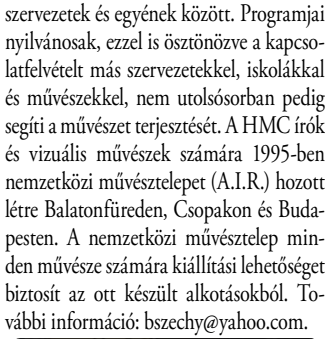 szervezetek és egyének között. Programjai
nyilvánosak, ezzel is ösztönözve a kapcso-
latfelvételt más szervezetekkel, iskolákkal
és művészekkel, nem utolsósorban pedig
segíti a művészet terjesztését. A HMC írók
és vizuális művészek számára 1995-ben
nemzetközi művésztelepet (A.I.R.) hozott
létre Balatonfüreden, Csopakon és Buda-
pesten. A nemzetközi művésztelep min-
den művésze számára kiállítási lehetőséget
biztosít az ott készült alkotásokból. To-
vábbi információ: bszechy@yahoo.com.